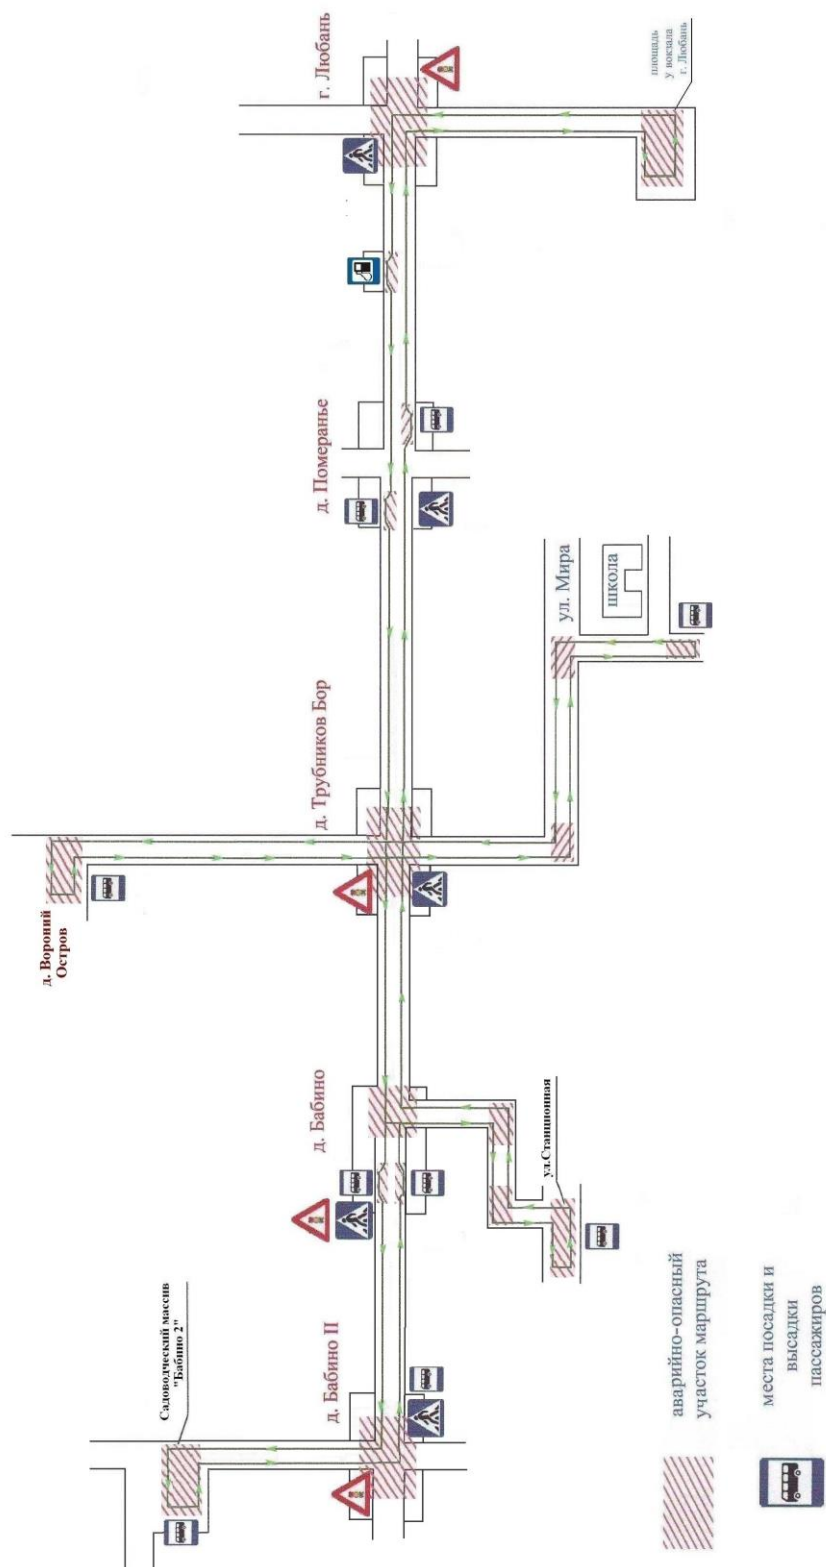 Садоводческий массив
"Бабино 2"
д. Бабино II
д. Бабино
ул.Станционная
д. Вороний
Остров
д. Трубников Бор
ул. Мира
школа
д. Померанье
г. Любань
площадь
у вокзала
г. Любань
аварийно-опасный
участок маршрута
места посадки и
высадки
пассажиров